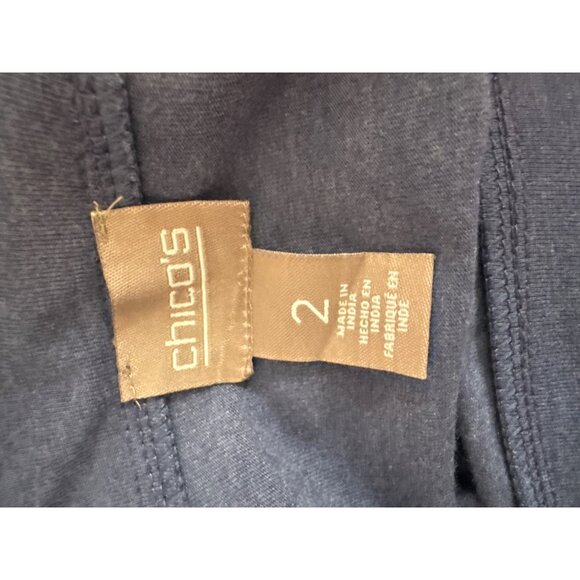 chico's
2
MADE IN
INDIA
HECHO EN
INDIA
FABRIQUÉ EN
INDE